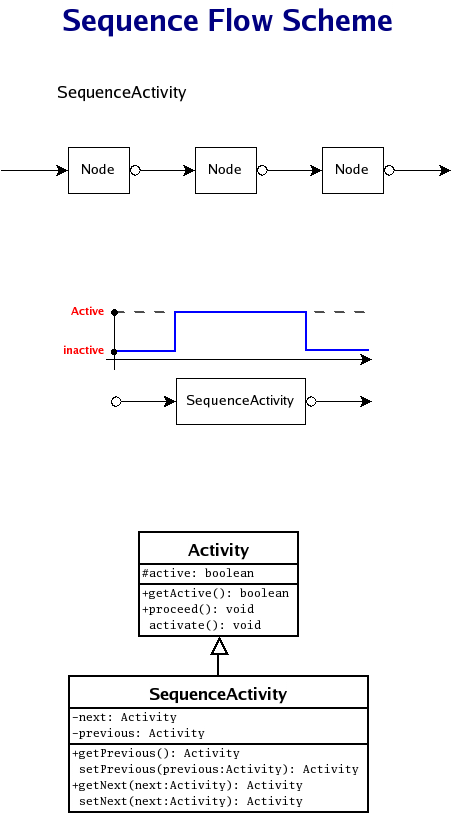 Sequence Flow Scheme
SequenceActivity
Node Node Node
Active
inactive
SequenceActivity
Activity
#active: boolean
+getActive(): boolean
+proceed(): void
activate(): void
SequenceActivity
-next: Activity
-previous: Activity
+getPrevious(): Activity
setPrevious(previous:Activity): Activity
+getNext(next:Activity): Activity
setNext(next:Activity): Activity